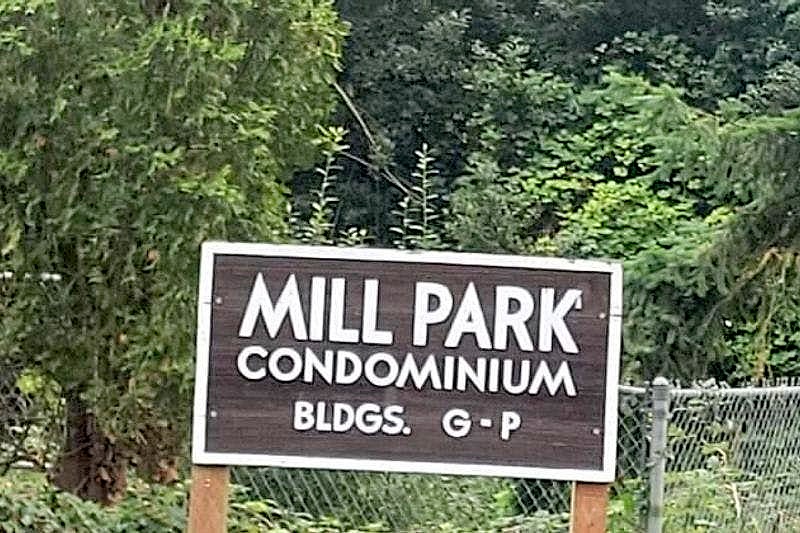 MILL PARK
CONDOMINIUM
BLDGS. G-P